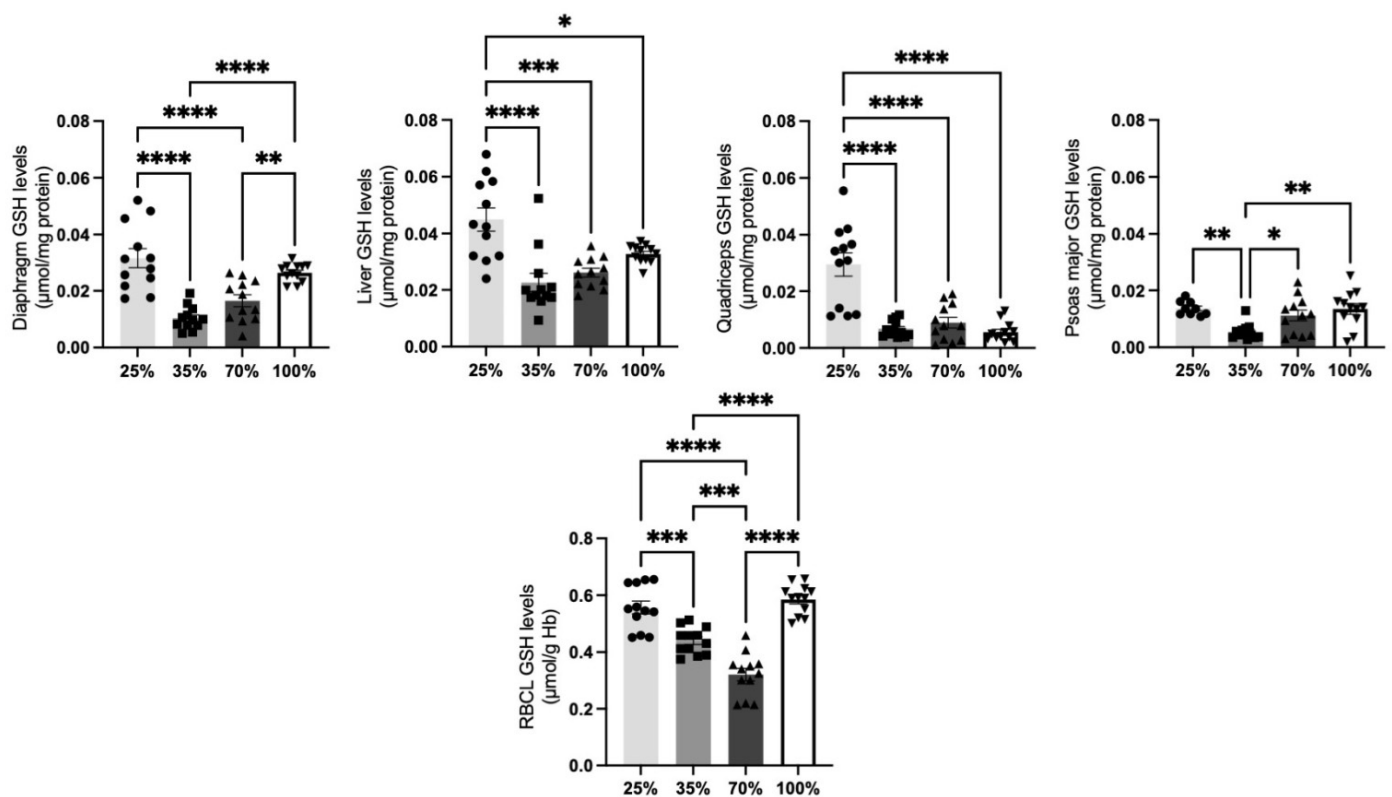 ****
****
****
**
0.08
0.06
0.04
0.02
0.00
Diaphragm GSH levels
(µmol/mg protein)
25% 35% 70% 100%
*
***
****
0.08
0.06
0.04
0.02
0.00
Liver GSH levels
(µmol/mg protein)
25% 35% 70% 100%
****
****
****
0.08
0.06
0.04
0.02
0.00
Quadriceps GSH levels
(µmol/mg protein)
25% 35% 70% 100%
**
**
*
0.08
0.06
0.04
0.02
0.00
Psoas major GSH levels
(µmol/mg protein)
25% 35% 70% 100%
****
****
***
***
****
0.8
0.6
0.4
0.2
0.0
RBCL GSH levels
(µmol/g Hb)
25% 35% 70% 100%